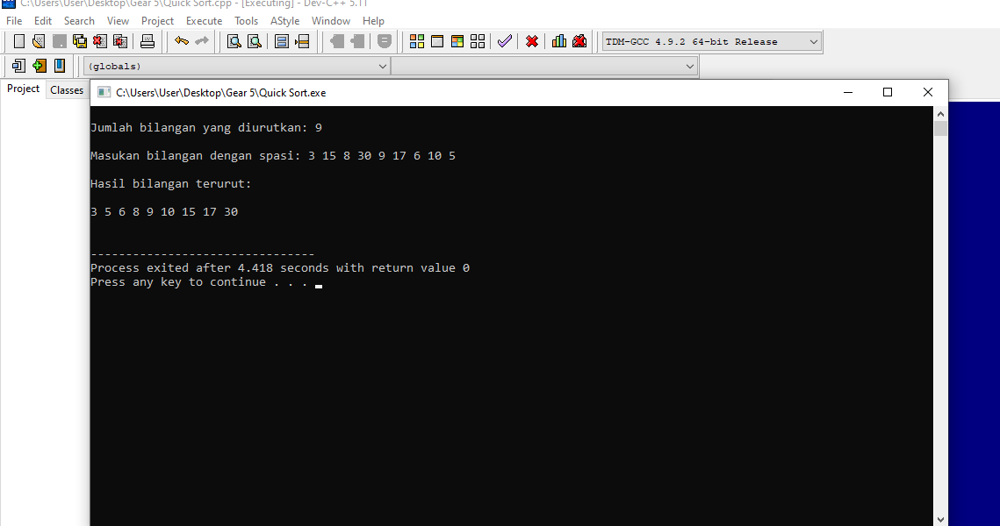 C:\Users\User\Desktop\Gear 5\Quick Sort.cpp - [Executing] - Dev-C++ 5.11
File Edit Search View Project Execute Tools AStyle Window Help
TDM-GCC 4.9.2 64-bit Release
(globals)
Project Classes
C:\Users\User\Desktop\Gear 5\Quick Sort.exe
Jumlah bilangan yang diurutkan: 9
Masukan bilangan dengan spasi: 3 15 8 30 9 17 6 10 5
Hasil bilangan terurut:
3 5 6 8 9 10 15 17 30
--------------------------------
Process exited after 4.418 seconds with return value 0
Press any key to continue . . .